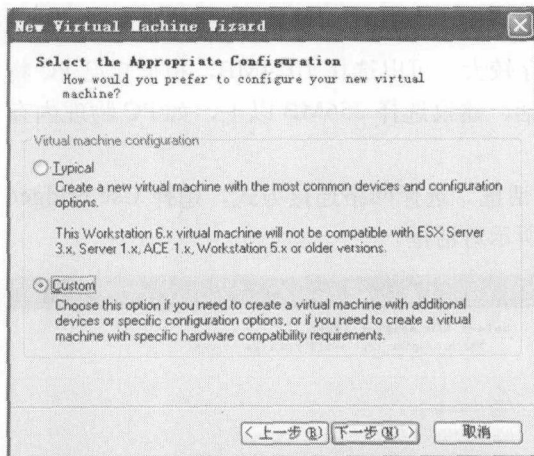 New Virtual Machine Wizard
Select the Appropriate Configuration
How would you prefer to configure your new virtual
machine?
Virtual machine configuration
Typical
Create a new virtual machine with the most common devices and configuration
options.
This Workstation 6.x virtual machine will not be compatible with ESX Server
3.x, Server 1.x, ACE 1.x, Workstation 5.x or older versions.
Custom
Choose this option if you need to create a virtual machine with additional
devices or specific configuration options, or if you need to create a virtual
machine with specific hardware compatibility requirements.
< 上一步(B) 下一步(N) > 取消